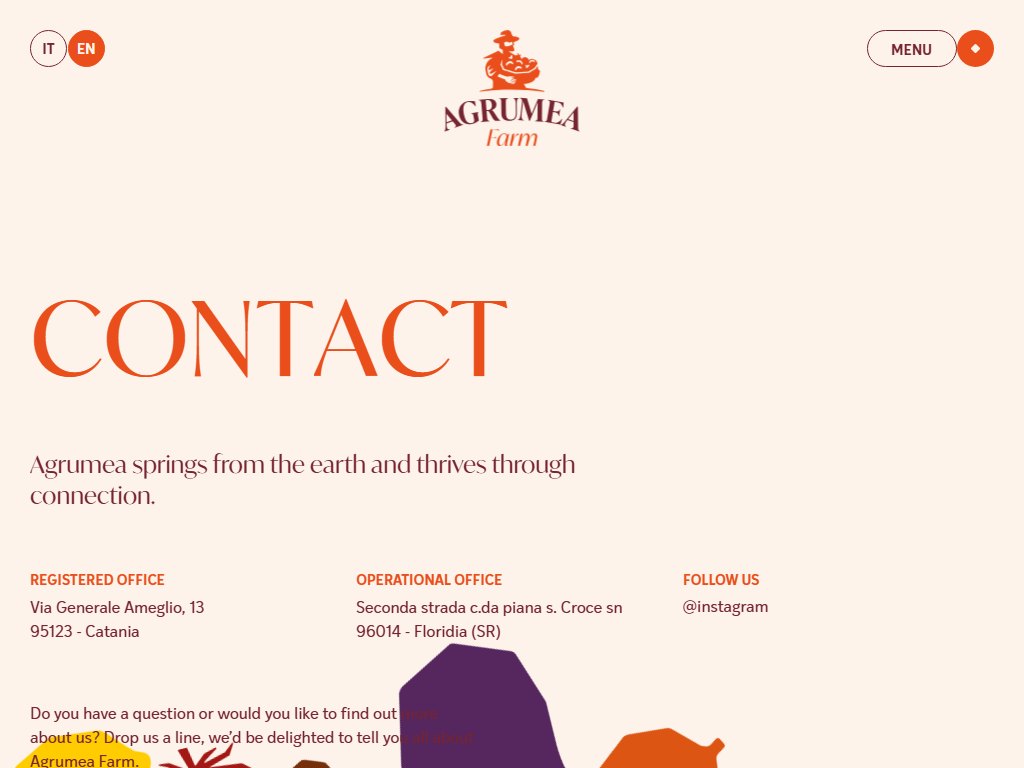 IT
EN
MENU
AGRUMEA
Farm
CONTACT
Agrumea springs from the earth and thrives through
connection.
REGISTERED OFFICE
Via Generale Ameglio, 13
95123 - Catania
OPERATIONAL OFFICE
Seconda strada c.da piana s. Croce sn
96014 - Floridia (SR)
FOLLOW US
@instagram
Do you have a question or would you like to find out more
about us? Drop us a line, we’d be delighted to tell you all about
Agrumea Farm.